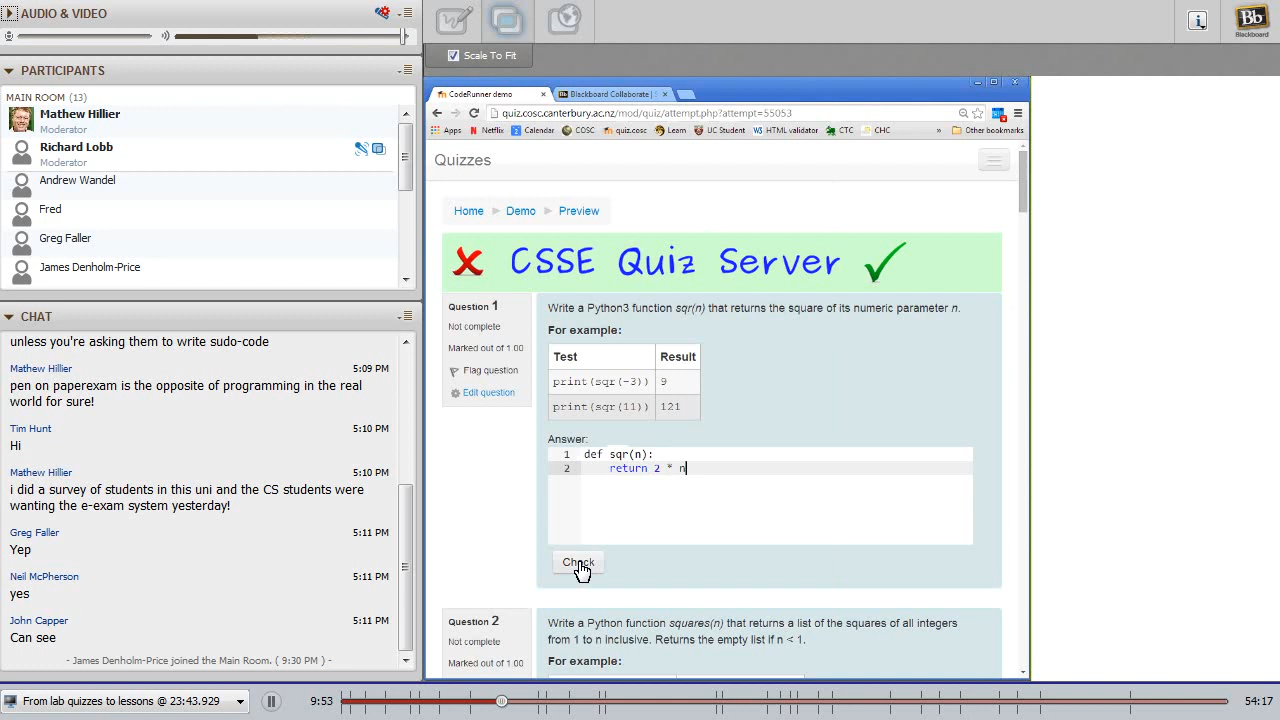 AUDIO & VIDEO
PARTICIPANTS
MAIN ROOM (13)
Mathew Hillier
Moderator
Richard Lobb
Moderator
Andrew Wandel
Fred
Greg Faller
James Denholm-Price
CHAT
unless you're asking them to write sudo-code
Mathew Hillier 5:09 PM
pen on paperexam is the opposite of programming in the real
world for sure!
Tim Hunt 5:10 PM
Hi
Mathew Hillier 5:10 PM
i did a survey of students in this uni and the CS students were
wanting the e-exam system yesterday!
Greg Faller 5:11 PM
Yep
Neil McPherson 5:11 PM
yes
John Capper 5:11 PM
Can see
- James Denholm-Price joined the Main Room. ( 9:30 PM ) -
Scale To Fit
Bb
Blackboard
CodeRunner demo
Bb Blackboard Collaborate | S
quiz.cosc.canterbury.ac.nz/mod/quiz/attempt.php?attempt=55053
Apps Netflix Calendar COSC quiz.cosc Learn UC Student HTML validator CTC CHC » Other bookmarks
Quizzes
Home Demo Preview
CSSE Quiz Server
Question 1
Not complete
Marked out of 1.00
Flag question
Edit question
Write a Python3 function sqr(n) that returns the square of its numeric parameter n.
For example:
Test Result
print(sqr(-3)) 9
print(sqr(11)) 121
Answer:
1 def sqr(n):
2 return 2 * n
Check
Question 2
Not complete
Marked out of 1.00
Write a Python function squares(n) that returns a list of the squares of all integers
from 1 to n inclusive. Returns the empty list if n < 1.
For example:
From lab quizzes to lessons @ 23:43.929
9:53
54:17